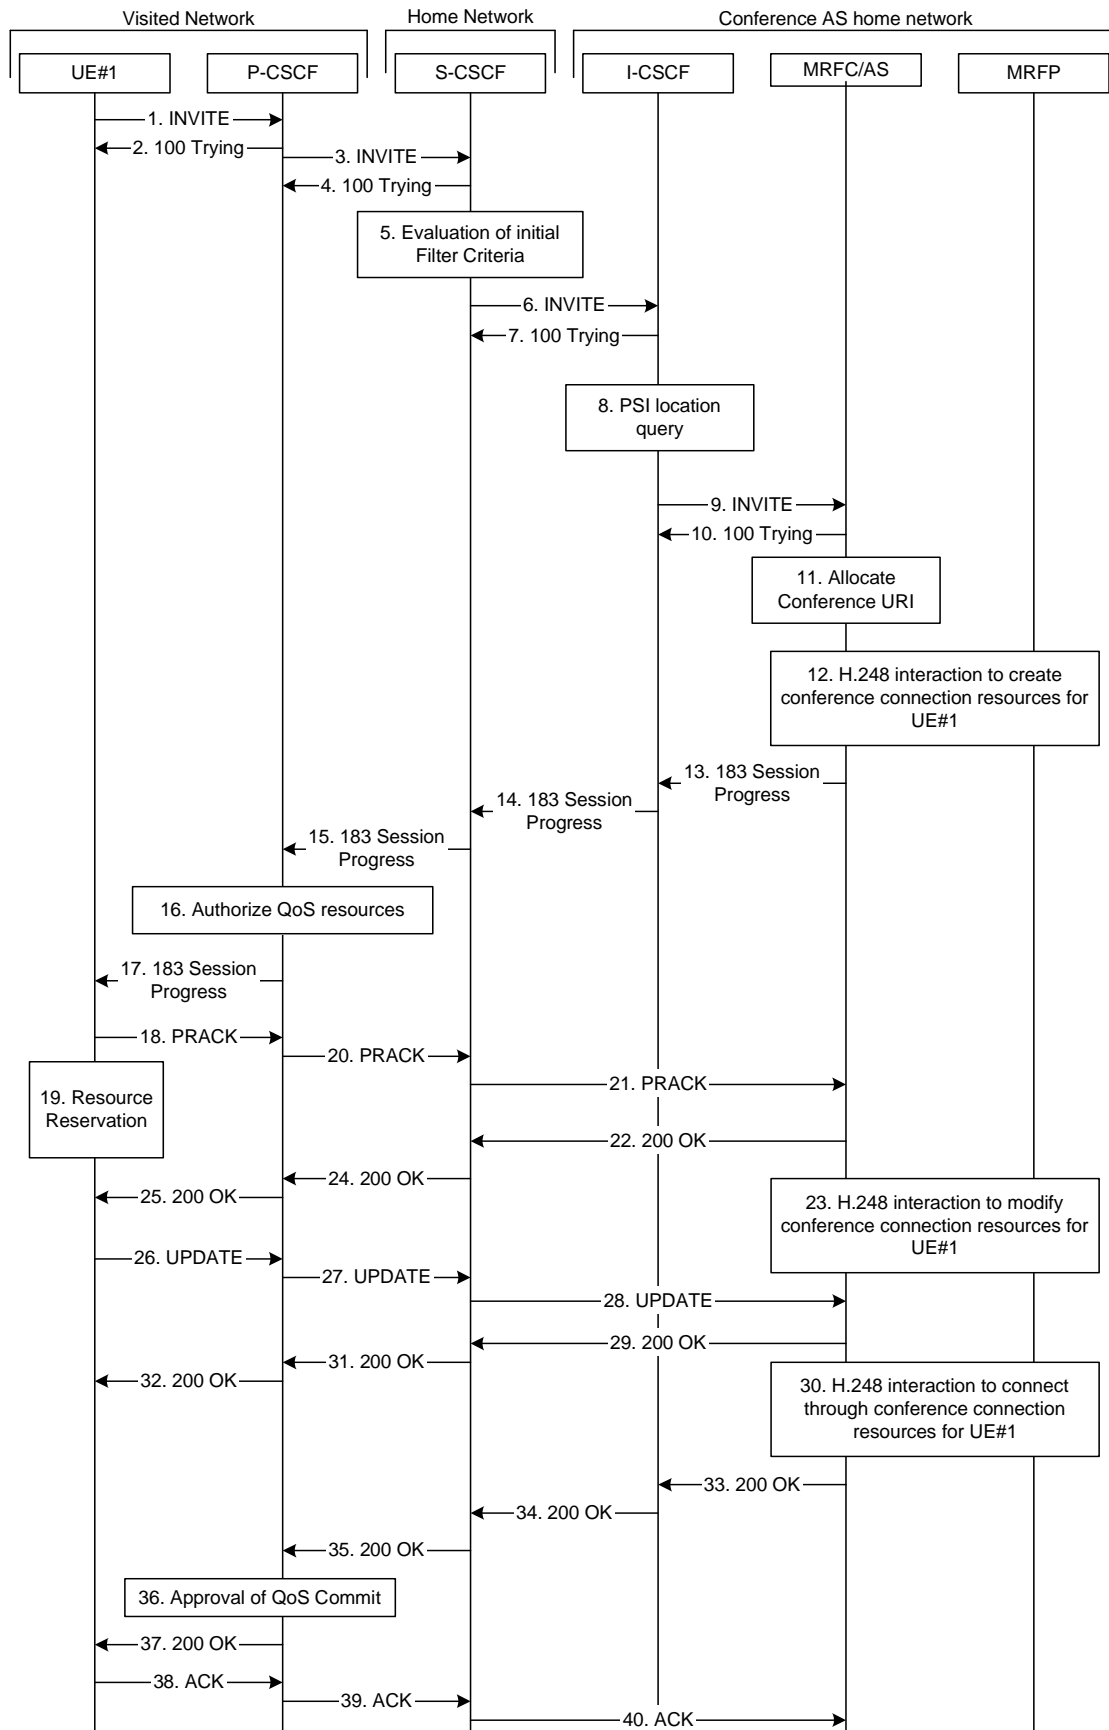 Visited Network
Home Network
Conference AS home network
UE#1
P-CSCF
S-CSCF
I-CSCF
MRFC/AS
MRFP
1. INVITE
2. 100 Trying
3. INVITE
4. 100 Trying
5. Evaluation of initial
Filter Criteria
6. INVITE
7. 100 Trying
8. PSI location
query
9. INVITE
10. 100 Trying
11. Allocate
Conference URI
12. H.248 interaction to create
conference connection resources for
UE#1
13. 183 Session
Progress
14. 183 Session
Progress
15. 183 Session
Progress
16. Authorize QoS resources
17. 183 Session
Progress
18. PRACK
20. PRACK
19. Resource
Reservation
21. PRACK
22. 200 OK
24. 200 OK
25. 200 OK
23. H.248 interaction to modify
conference connection resources for
UE#1
26. UPDATE
27. UPDATE
28. UPDATE
29. 200 OK
31. 200 OK
32. 200 OK
30. H.248 interaction to connect
through conference connection
resources for UE#1
33. 200 OK
34. 200 OK
35. 200 OK
36. Approval of QoS Commit
37. 200 OK
38. ACK
39. ACK
40. ACK